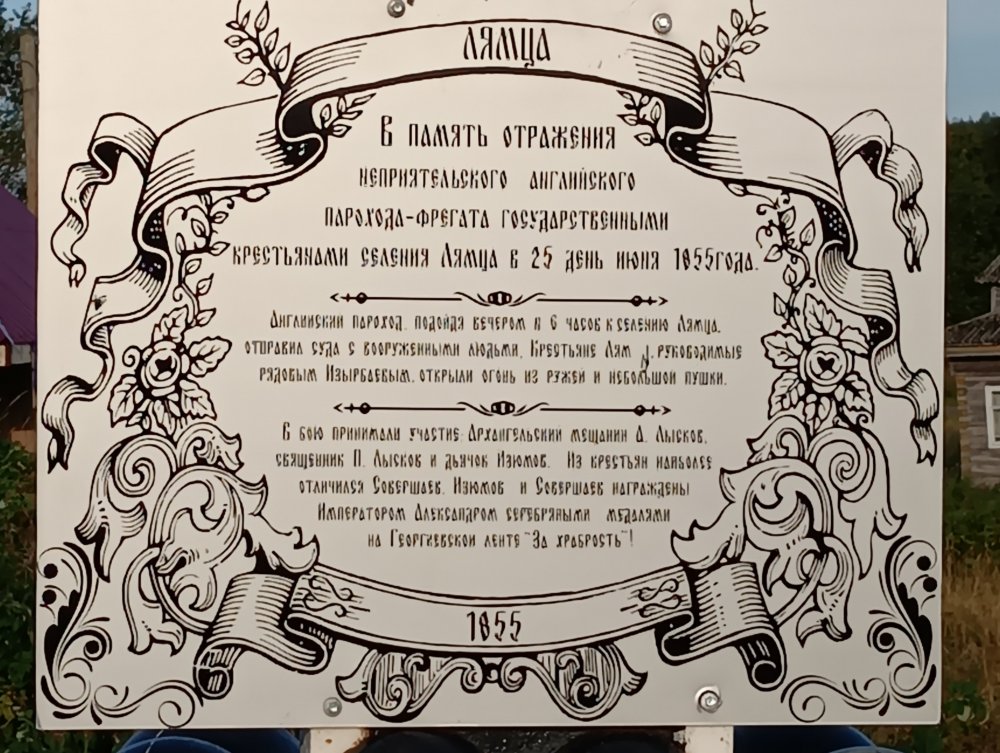 Лямца
В память отражения
неприятельского английского
парохода-фрегата государственными
крестьянами селения Лямца в 25 день июня 1855года.
Английский пароход, подойдя вечером в 6 часов к селению Лямца,
отправил суда с вооруженными людьми. Крестьяне Лям ы, руководимые
рядовым Изырбаевым, открыли огонь из ружей и небольшой пушки.
В бою принимали участие: Архангельский мещанин Д. Лысков,
священник П. Лысков и дьячок Изюмов. Из крестьян наиболее
отличился Совершаев. Изюмов и Совершаев награждены
Императором Александром серебряными медалями
на Георгиевской ленте "За храбрость"!
1855